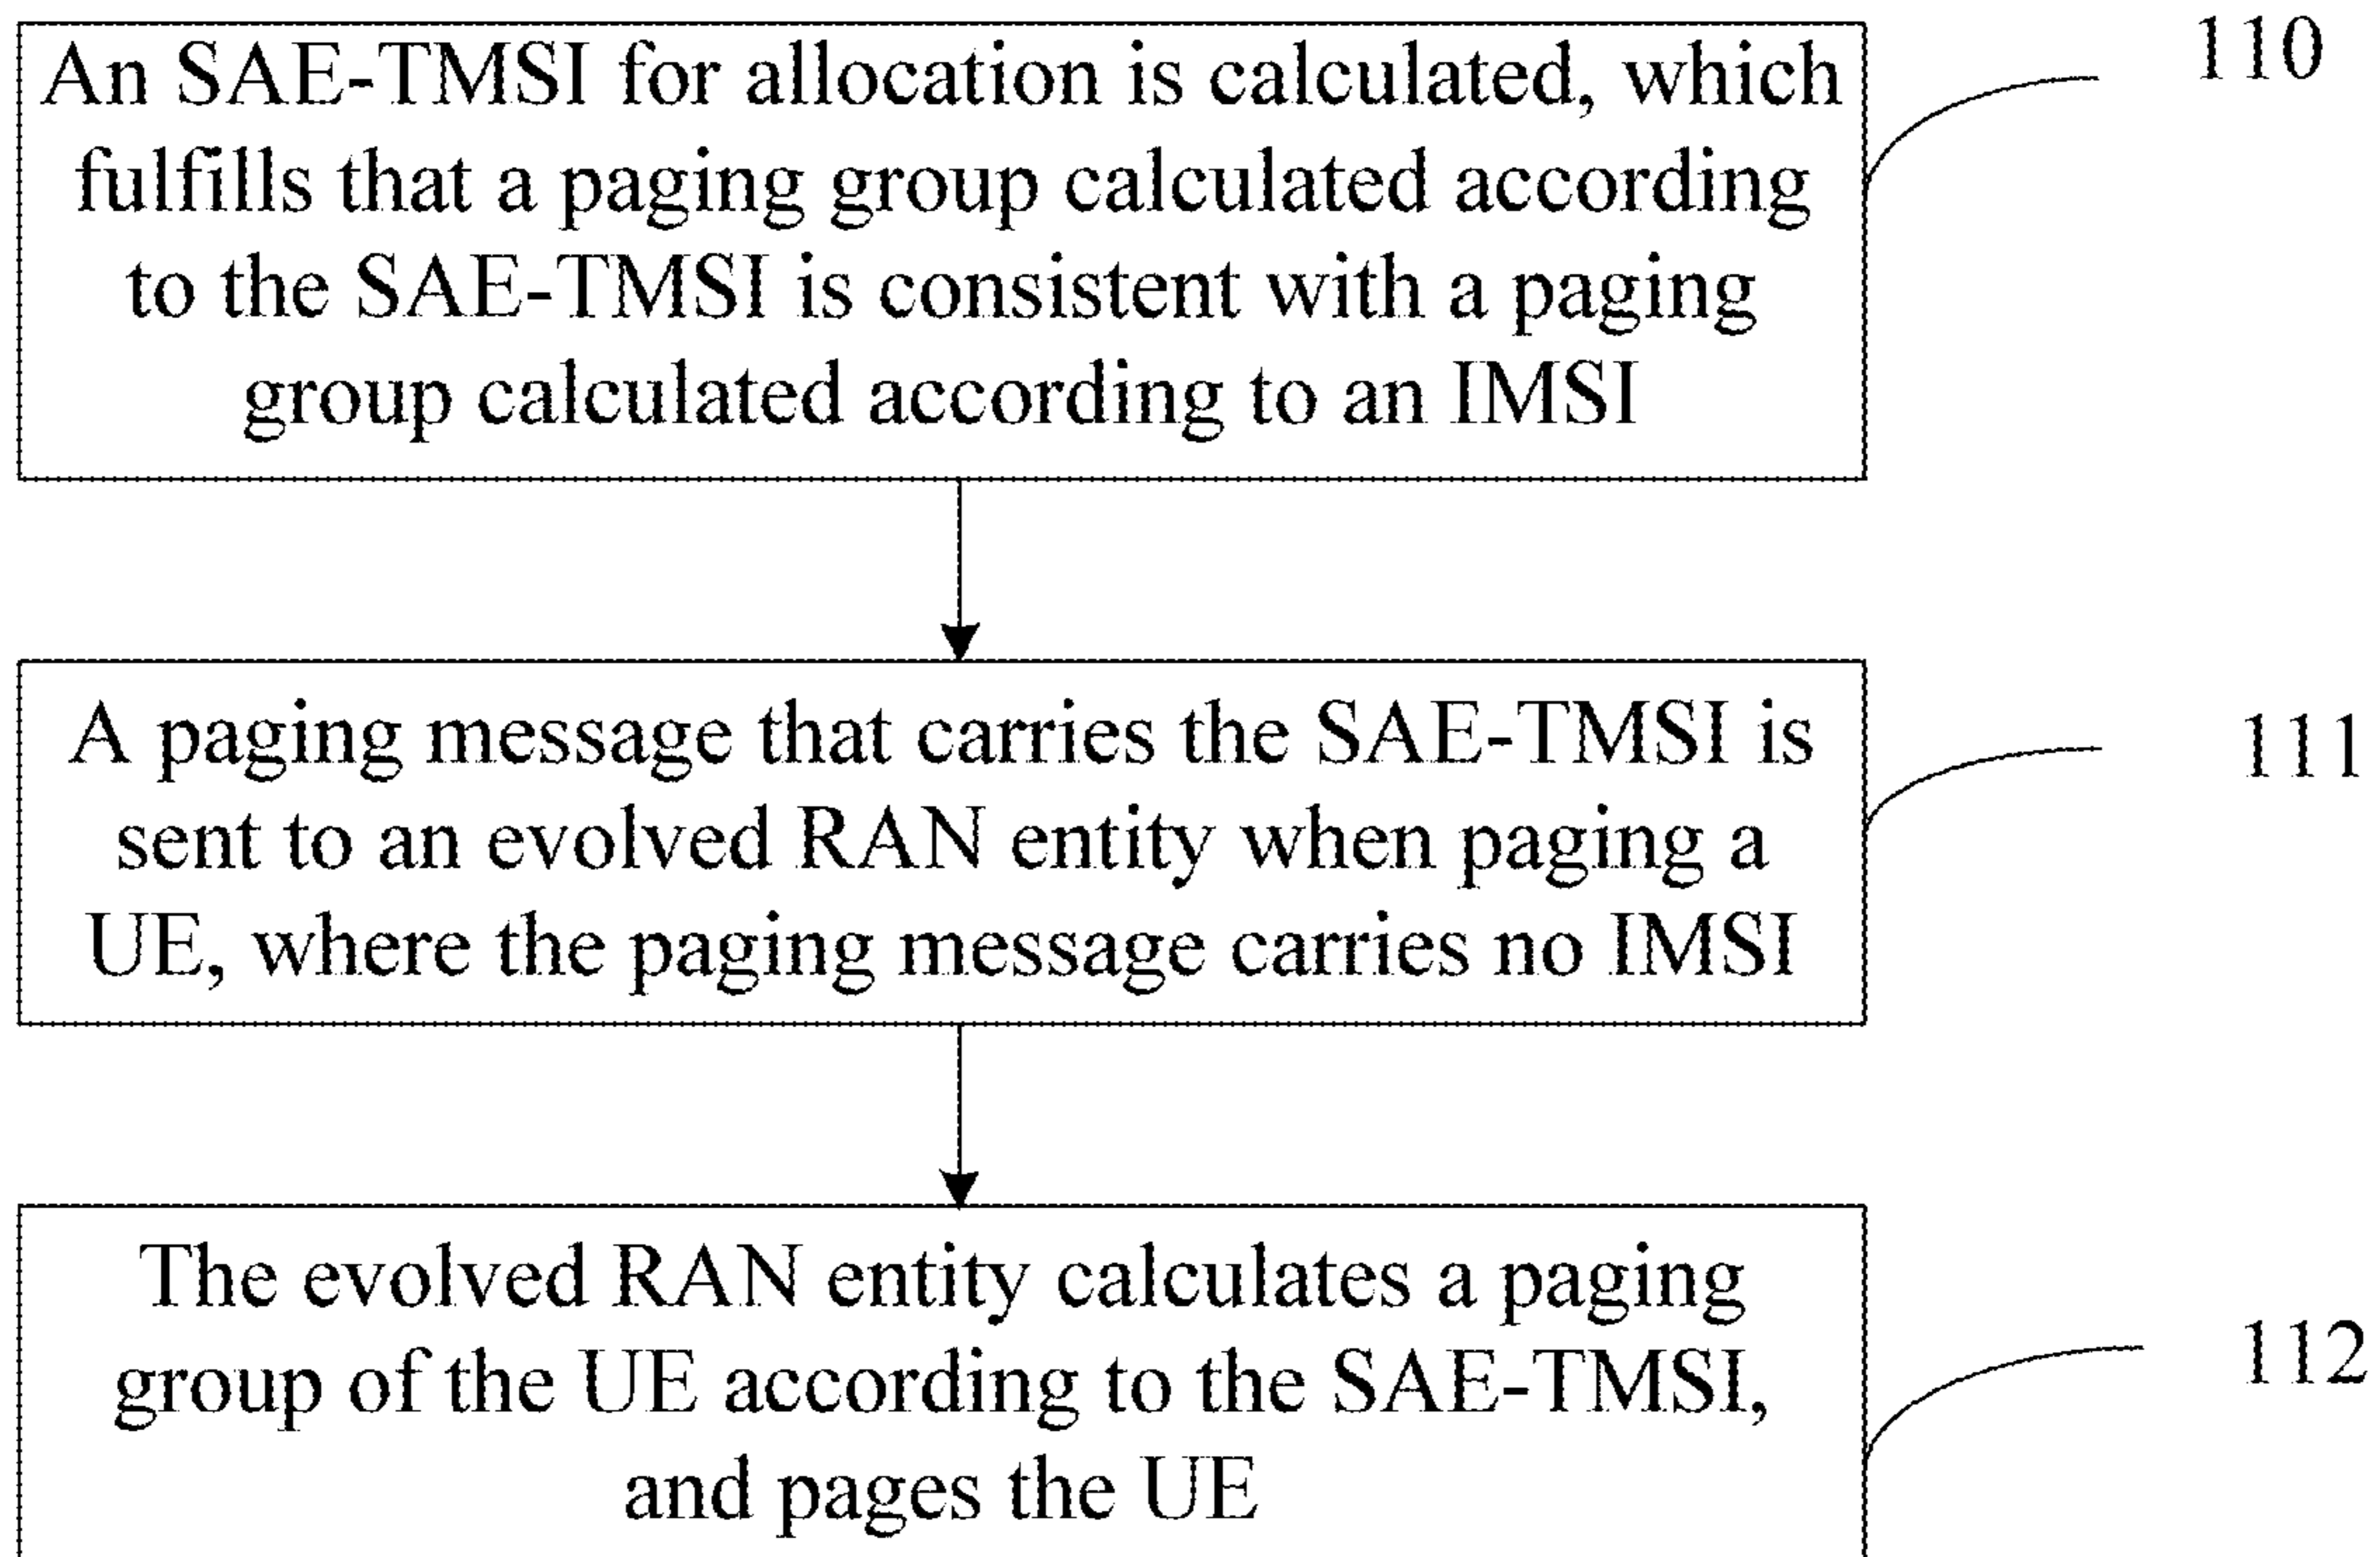 An SAE-TMSI for allocation is calculated, which
fulfills that a paging group calculated according
to the SAE-TMSI is consistent with a paging
group calculated according to an IMSI
110
A paging message that carries the SAE-TMSI is
sent to an evolved RAN entity when paging a
UE, where the paging message carries no IMSI
111
The evolved RAN entity calculates a paging
group of the UE according to the SAE-TMSI,
and pages the UE
112